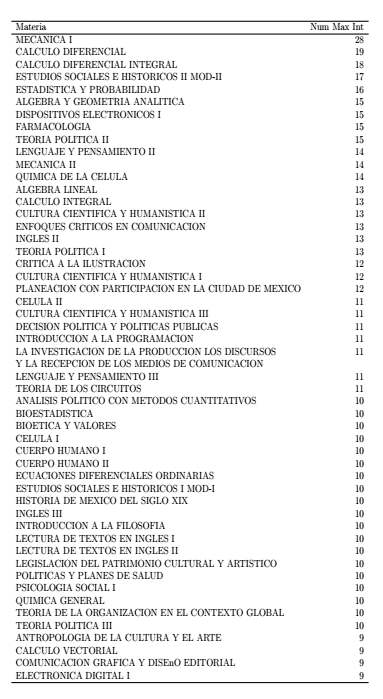 Materia Num Max Int
MECANICA I 28
CALCULO DIFERENCIAL 19
CALCULO DIFERENCIAL INTEGRAL 18
ESTUDIOS SOCIALES E HISTORICOS II MOD-II 17
ESTADISTICA Y PROBABILIDAD 16
ALGEBRA Y GEOMETRIA ANALITICA 15
DISPOSITIVOS ELECTRONICOS I 15
FARMACOLOGIA 15
TEORIA POLITICA II 15
LENGUAJE Y PENSAMIENTO II 14
MECANICA II 14
QUIMICA DE LA CELULA 14
ALGEBRA LINEAL 13
CALCULO INTEGRAL 13
CULTURA CIENTIFICA Y HUMANISTICA II 13
ENFOQUES CRITICOS EN COMUNICACION 13
INGLES II 13
TEORIA POLITICA I 13
CRITICA A LA ILUSTRACION 12
CULTURA CIENTIFICA Y HUMANISTICA I 12
PLANEACION CON PARTICIPACION EN LA CIUDAD DE MEXICO 12
CELULA II 11
CULTURA CIENTIFICA Y HUMANISTICA III 11
DECISION POLITICA Y POLITICAS PUBLICAS 11
INTRODUCCION A LA PROGRAMACION 11
LA INVESTIGACION DE LA PRODUCCION LOS DISCURSOS 11
Y LA RECEPCION DE LOS MEDIOS DE COMUNICACION
LENGUAJE Y PENSAMIENTO III 11
TEORIA DE LOS CIRCUITOS 11
ANALISIS POLITICO CON METODOS CUANTITATIVOS 10
BIOESTADISTICA 10
BIOETICA Y VALORES 10
CELULA I 10
CUERPO HUMANO I 10
CUERPO HUMANO II 10
ECUACIONES DIFERENCIALES ORDINARIAS 10
ESTUDIOS SOCIALES E HISTORICOS I MOD-I 10
HISTORIA DE MEXICO DEL SIGLO XIX 10
INGLES III 10
INTRODUCCION A LA FILOSOFIA 10
LECTURA DE TEXTOS EN INGLES I 10
LECTURA DE TEXTOS EN INGLES II 10
LEGISLACION DEL PATRIMONIO CULTURAL Y ARTISTICO 10
POLITICAS Y PLANES DE SALUD 10
PSICOLOGIA SOCIAL I 10
QUIMICA GENERAL 10
TEORIA DE LA ORGANIZACION EN EL CONTEXTO GLOBAL 10
TEORIA POLITICA III 10
ANTROPOLOGIA DE LA CULTURA Y EL ARTE 9
CALCULO VECTORIAL 9
COMUNICACION GRAFICA Y DISEnO EDITORIAL 9
ELECTRONICA DIGITAL I 9